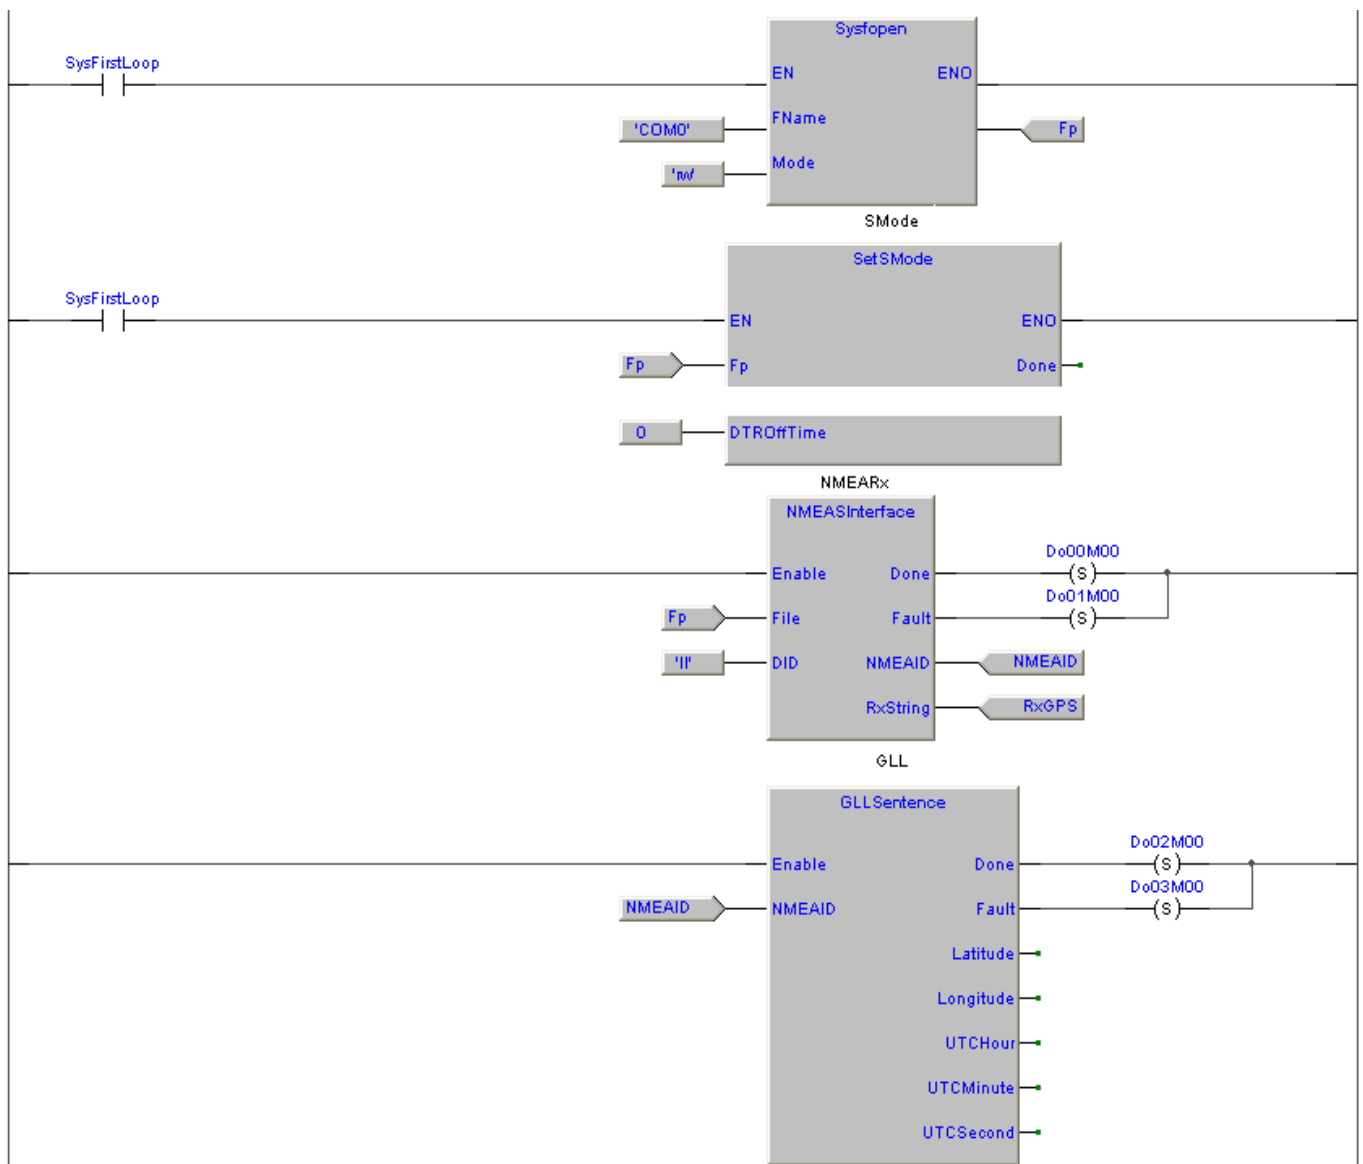 Sysfopen
SysFirstLoop
EN ENO
'COM0' FName Fp
'rw' Mode
SMode
SetSMode
SysFirstLoop
EN ENO
Fp Fp Done
0 DTROffTime
NMEARx
NMEASInterface
Do00M00
Enable Done (S)
Do01M00
Fp File Fault (S)
'II' DID NMEAID NMEAID
RxString RxGPS
GLL
GLLSentence
Do02M00
Enable Done (S)
Do03M00
NMEAID NMEAID Fault (S)
Latitude
Longitude
UTCHour
UTCMinute
UTCSecond